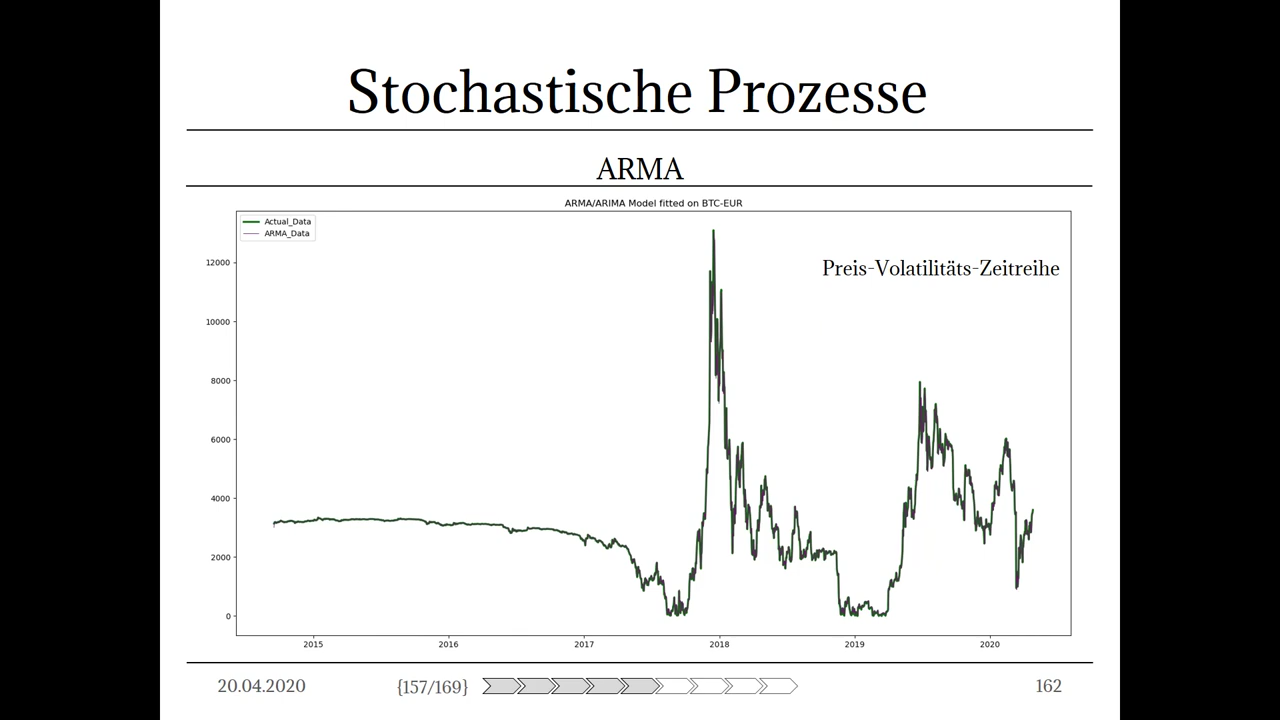 Stochastische Prozesse
ARMA
ARMA/ARIMA Model fitted on BTC-EUR
Actual_Data
ARMA_Data
Preis-Volatilitäts-Zeitreihe
12000
10000
8000
6000
4000
2000
0
2015 2016 2017 2018 2019 2020
20.04.2020 {157/169} 162